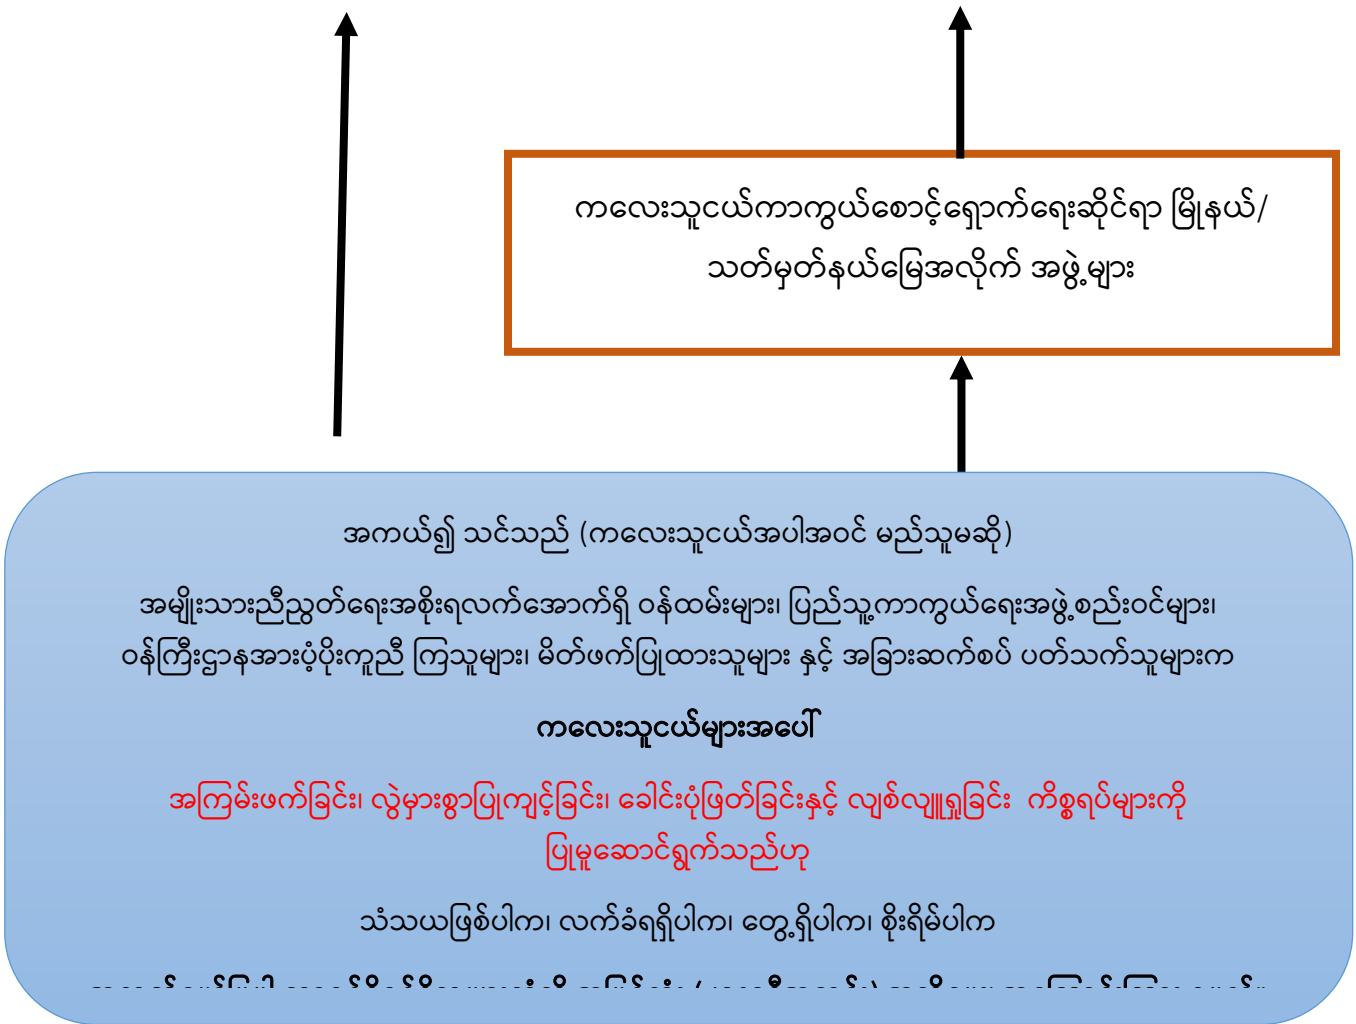 ကလေးသူငယ်ကာကွယ်စောင့်ရှောက်ရေးဆိုင်ရာ မြို့နယ်/
သတ်မှတ်နယ်မြေအလိုက် အဖွဲ့များ
အကယ်၍ သင်သည် (ကလေးသူငယ်အပါအဝင် မည်သူမဆို)
အမျိုးသားညီညွတ်ရေးအစိုးရလက်အောက်ရှိ ဝန်ထမ်းများ၊ ပြည်သူ့ကာကွယ်ရေးအဖွဲ့စည်းဝင်များ၊
ဝန်ကြီးဌာနအားပံ့ပိုးကူညီ ကြသူများ၊ မိတ်ဖက်ပြုထားသူများ နှင့် အခြားဆက်စပ် ပတ်သက်သူများက
ကလေးသူငယ်များအပေါ်
အကြမ်းဖက်ခြင်း၊ လွဲမှားစွာပြုကျင့်ခြင်း၊ ခေါင်းပုံဖြတ်ခြင်းနှင့် လျစ်လျူရှုခြင်း ကိစ္စရပ်များကို
ပြုမူဆောင်ရွက်သည်ဟု
သံသယဖြစ်ပါက၊ လက်ခံရရှိပါက၊ တွေ့ရှိပါက၊ စိုးရိမ်ပါက